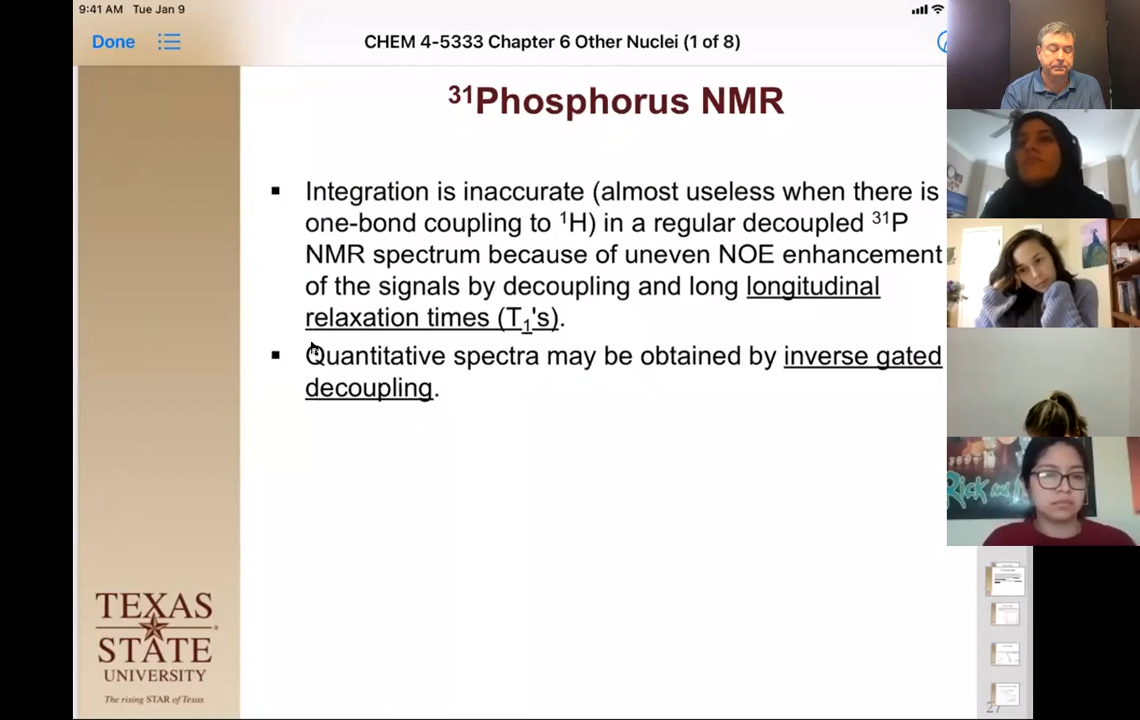 9:41 AM Tue Jan 9
Done
CHEM 4-5333 Chapter 6 Other Nuclei (1 of 8)
³¹Phosphorus NMR
▪ Integration is inaccurate (almost useless when there is
one-bond coupling to ¹H) in a regular decoupled ³¹P
NMR spectrum because of uneven NOE enhancement
of the signals by decoupling and long longitudinal
relaxation times (T₁'s).
▪ Quantitative spectra may be obtained by inverse gated
decoupling.
Rick and
TEXAS
STATE
UNIVERSITY
The rising STAR of Texas